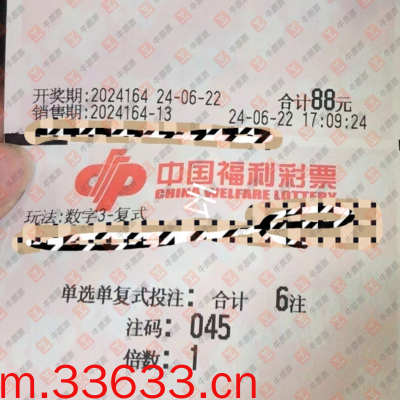 开奖期:2024164 24-06-22 合计88元
销售期:2024164-13 24-06-22 17:09:24
中国福利彩票
CHINA WELFARE LOTTERY
玩法:数字3-复式
单选单复式投注: 合计 6注
注码: 045
倍数: 1
m.33633.cn